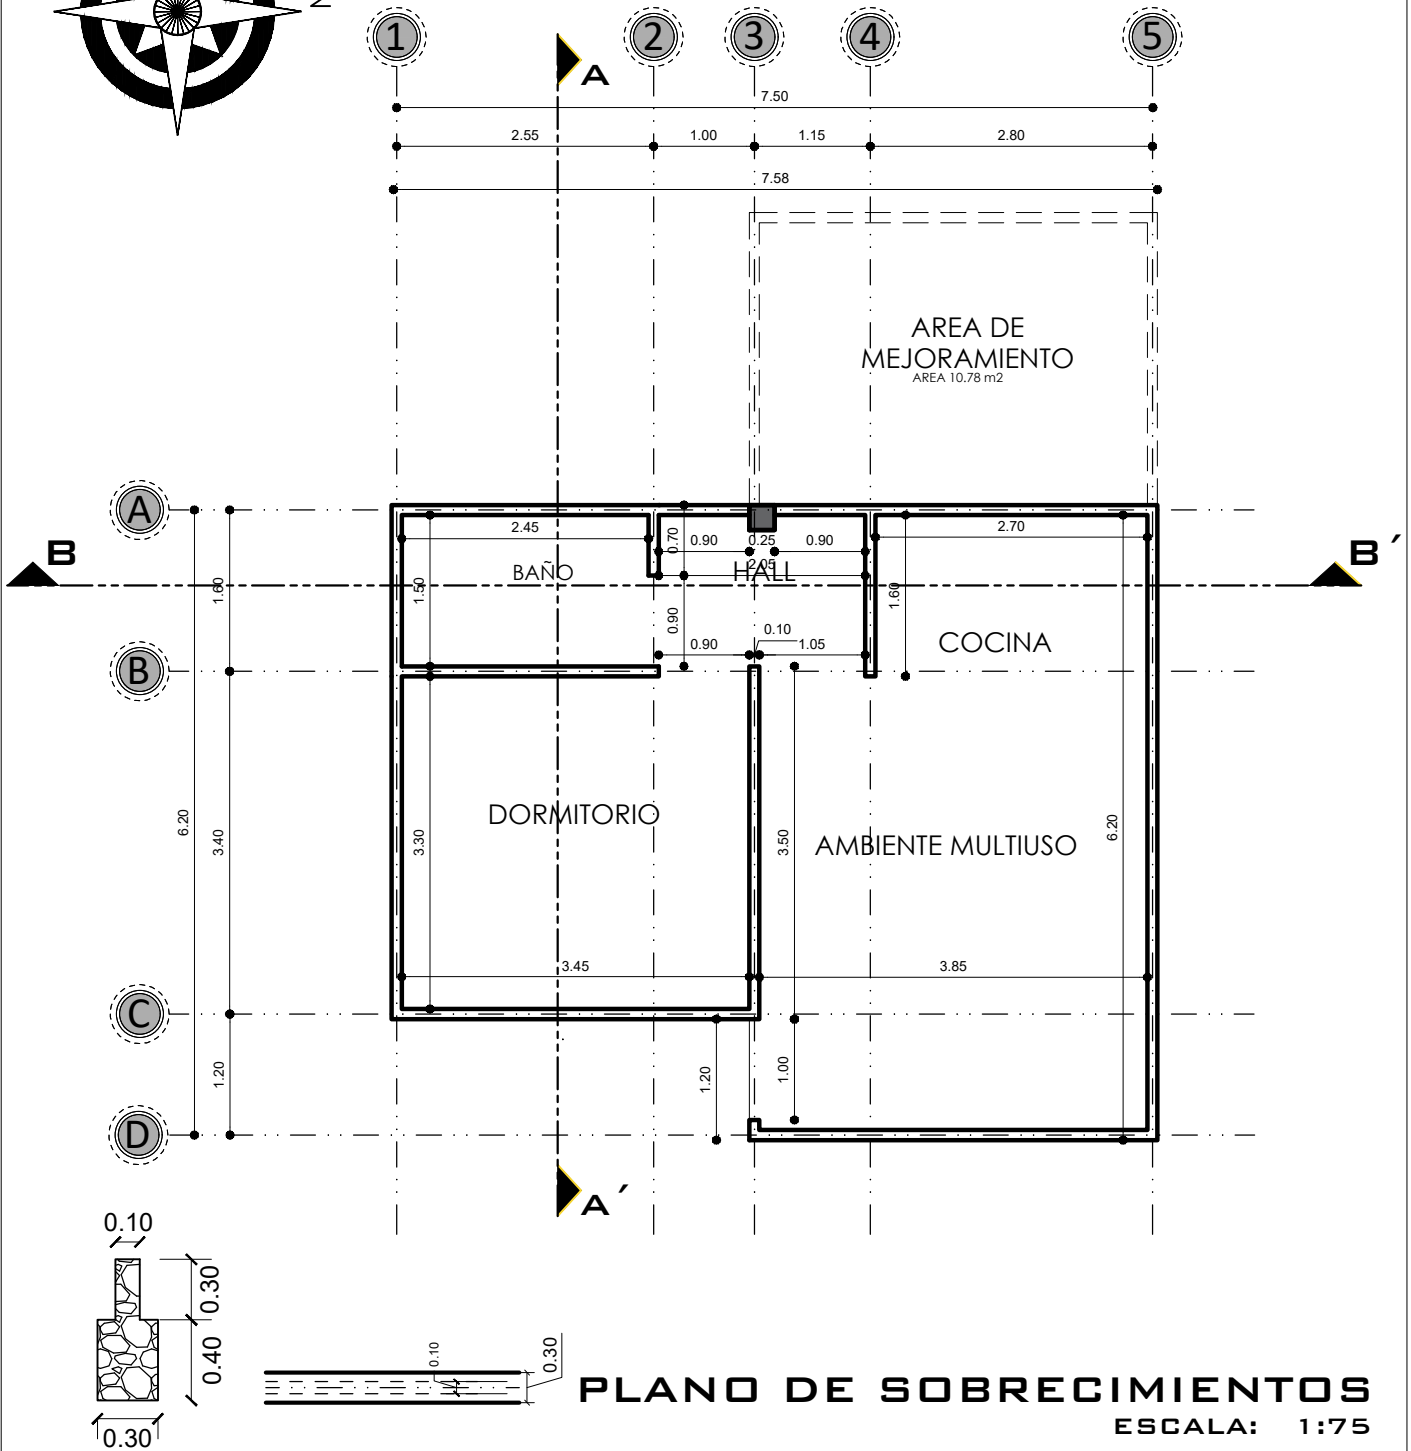 N
1
2
3
4
5
A
7.50
2.55
1.00
1.15
2.80
7.58
AREA DE
MEJORAMIENTO
AREA 10.78 m2
A
B
B´
2.45
0.70
0.90
0.25
0.90
2.70
2.05
BAÑO
HALL
1.60
1.50
1.60
0.90
0.10
0.90
1.05
COCINA
B
DORMITORIO
6.20
3.40
3.30
3.50
AMBIENTE MULTIUSO
6.20
3.45
3.85
C
1.20
1.20
1.00
D
A´
0.10
0.30
0.40
0.30
0.10
0.30
PLANO DE SOBRECIMIENTOS
ESCALA: 1:75